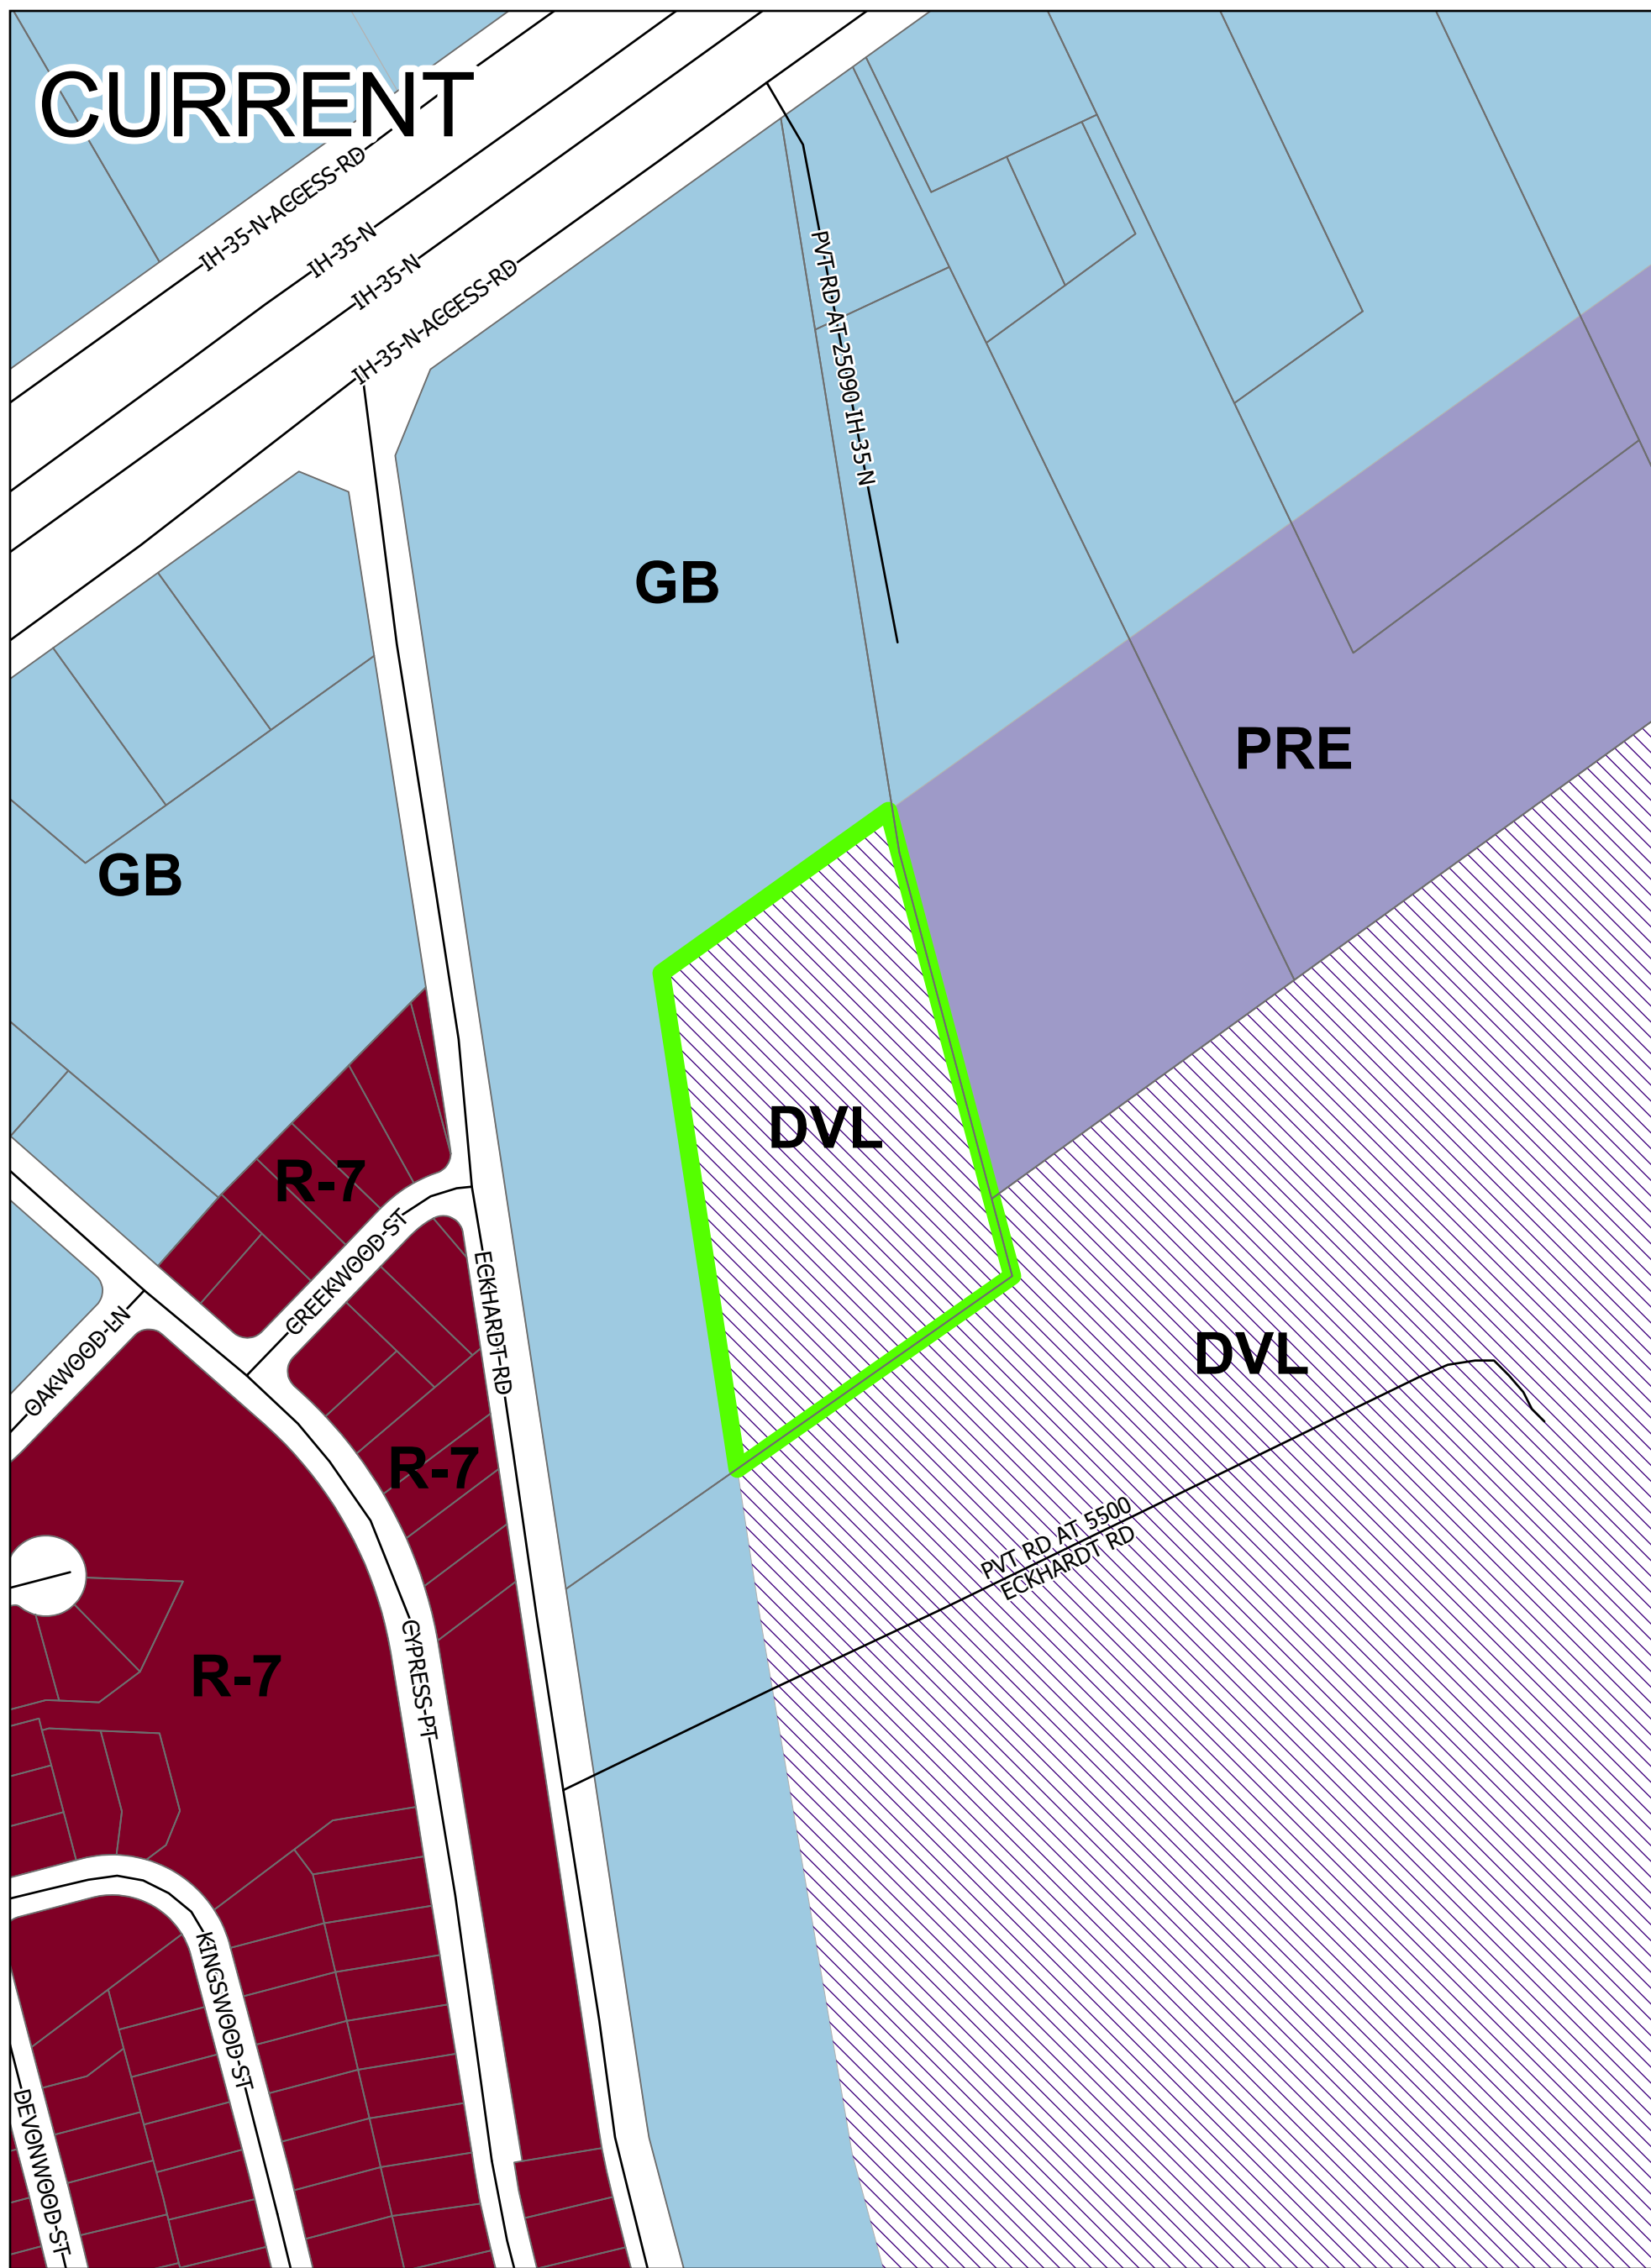 CURRENT
IH-35-N-ACCESS-RD
IH-35-N
IH-35-N
IH-35-N-ACCESS-RD
PVT-RD-AT-25090-IH-35-N
GB
PRE
GB
DVL
R-7
CREEKWOOD-ST
ECKHARDT-RD
OAKWOOD-LN
DVL
R-7
PVT RD AT 5500
ECKHARDT RD
CYPRESS-PT
R-7
KINGSWOOD-ST
DEVONWOOD-ST